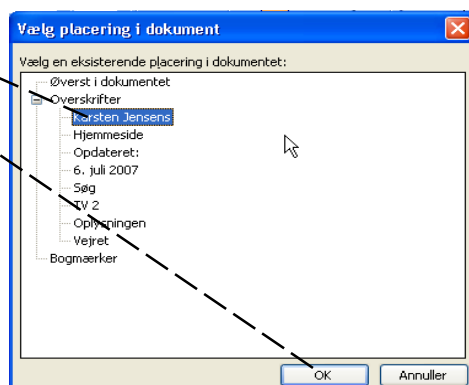 Vælg placering i dokument
Vælg en eksisterende placering i dokumentet:
Øverst i dokumentet
Overskrifter
Karsten Jensens
Hjemmeside
Opdateret:
6. juli 2007
Søg
TV 2
Oplysningen
Vejret
Bogmærker
OK
Annuller